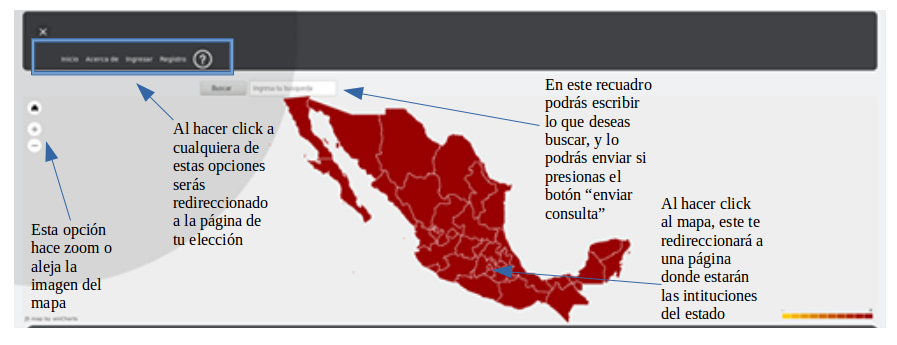 Inicio Acerca de Ingresar Registro ?
Buscar Ingresa tu busqueda
En este recuadro
podrás escribir
lo que deseas
buscar, y lo
podrás enviar si
presionas el
botón “enviar
consulta”
Al hacer click a
cualquiera de
estas opciones
serás
redireccionado
a la página de
tu elección
Al hacer click
al mapa, este te
redireccionará a
una página
donde estarán
las intituciones
del estado
Esta opción
hace zoom o
aleja la
imagen del
mapa
JS map by amCharts